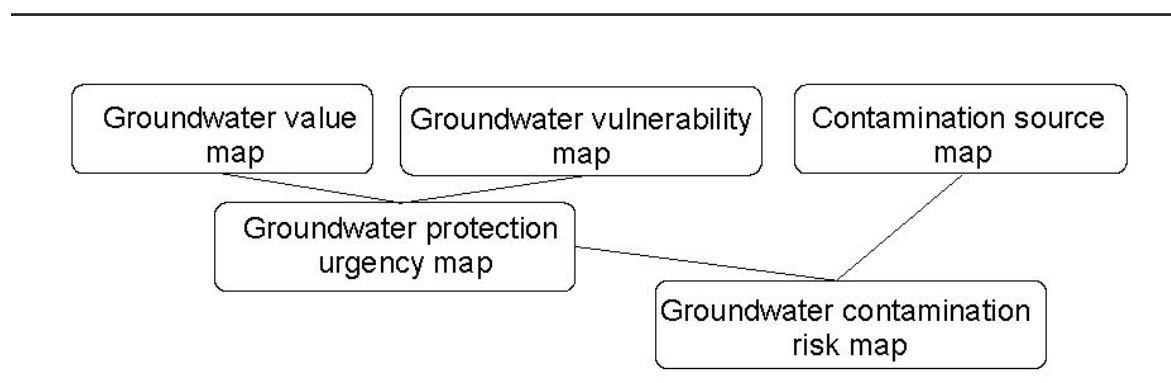 Groundwater value
map
Groundwater vulnerability
map
Contamination source
map
Groundwater protection
urgency map
Groundwater contamination
risk map